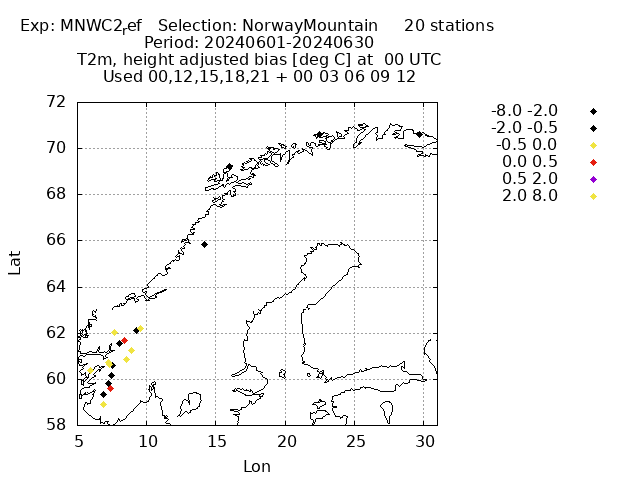 Exp: MNWC2ref Selection: NorwayMountain 20 stations
Period: 20240601-20240630
T2m, height adjusted bias [deg C] at 00 UTC
Used 00,12,15,18,21 + 00 03 06 09 12
-8.0 -2.0
-2.0 -0.5
-0.5 0.0
0.0 0.5
0.5 2.0
2.0 8.0
72
70
68
66
64
62
60
58
Lat
5 10 15 20 25 30
Lon